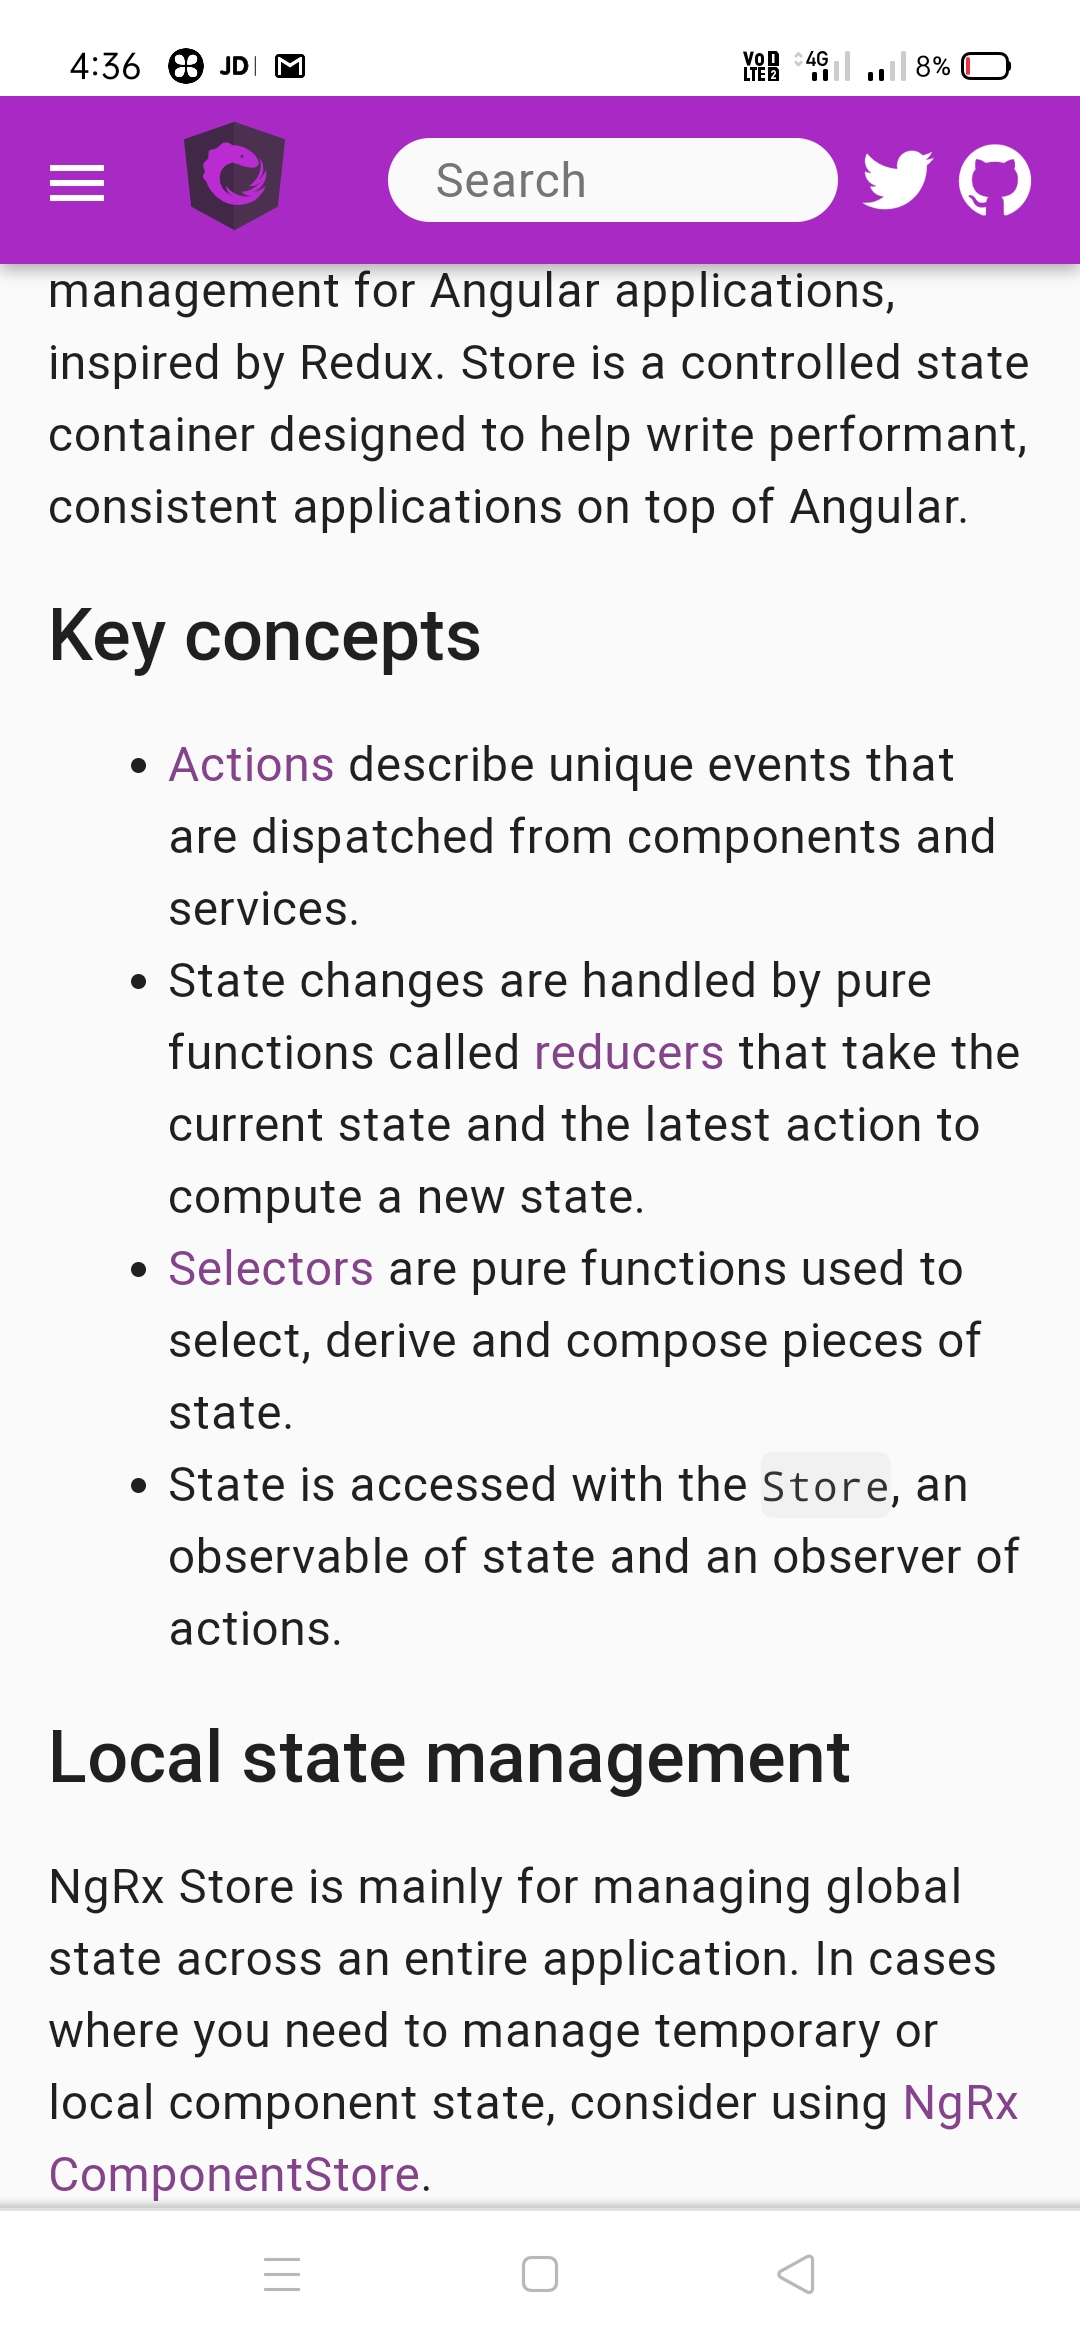 4:36 JD VoD LTE2 4G 8%
Search
management for Angular applications,
inspired by Redux. Store is a controlled state
container designed to help write performant,
consistent applications on top of Angular.
Key concepts
• Actions describe unique events that
are dispatched from components and
services.
• State changes are handled by pure
functions called reducers that take the
current state and the latest action to
compute a new state.
• Selectors are pure functions used to
select, derive and compose pieces of
state.
• State is accessed with the Store, an
observable of state and an observer of
actions.
Local state management
NgRx Store is mainly for managing global
state across an entire application. In cases
where you need to manage temporary or
local component state, consider using NgRx
ComponentStore.